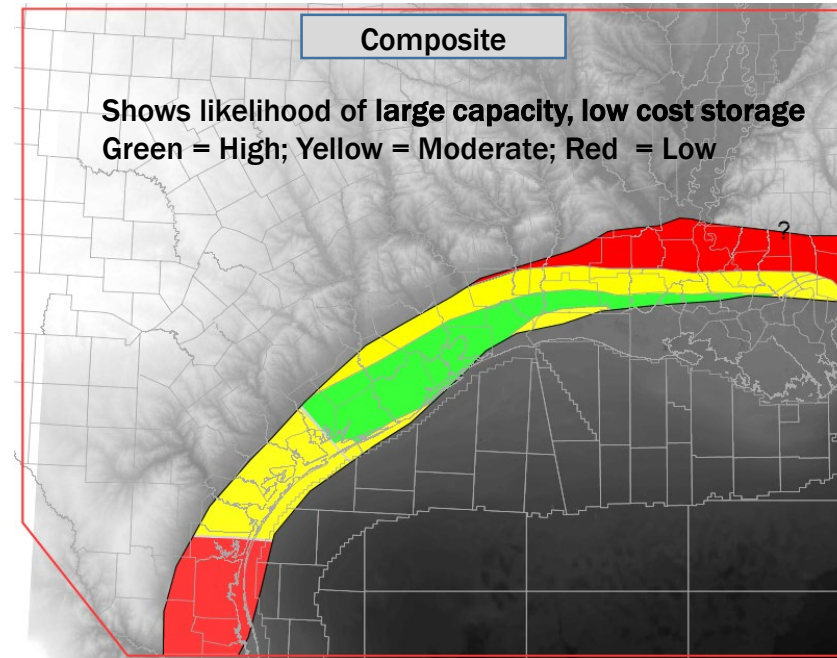 Composite
Shows likelihood of large capacity, low cost storage
Green = High; Yellow = Moderate; Red = Low
?